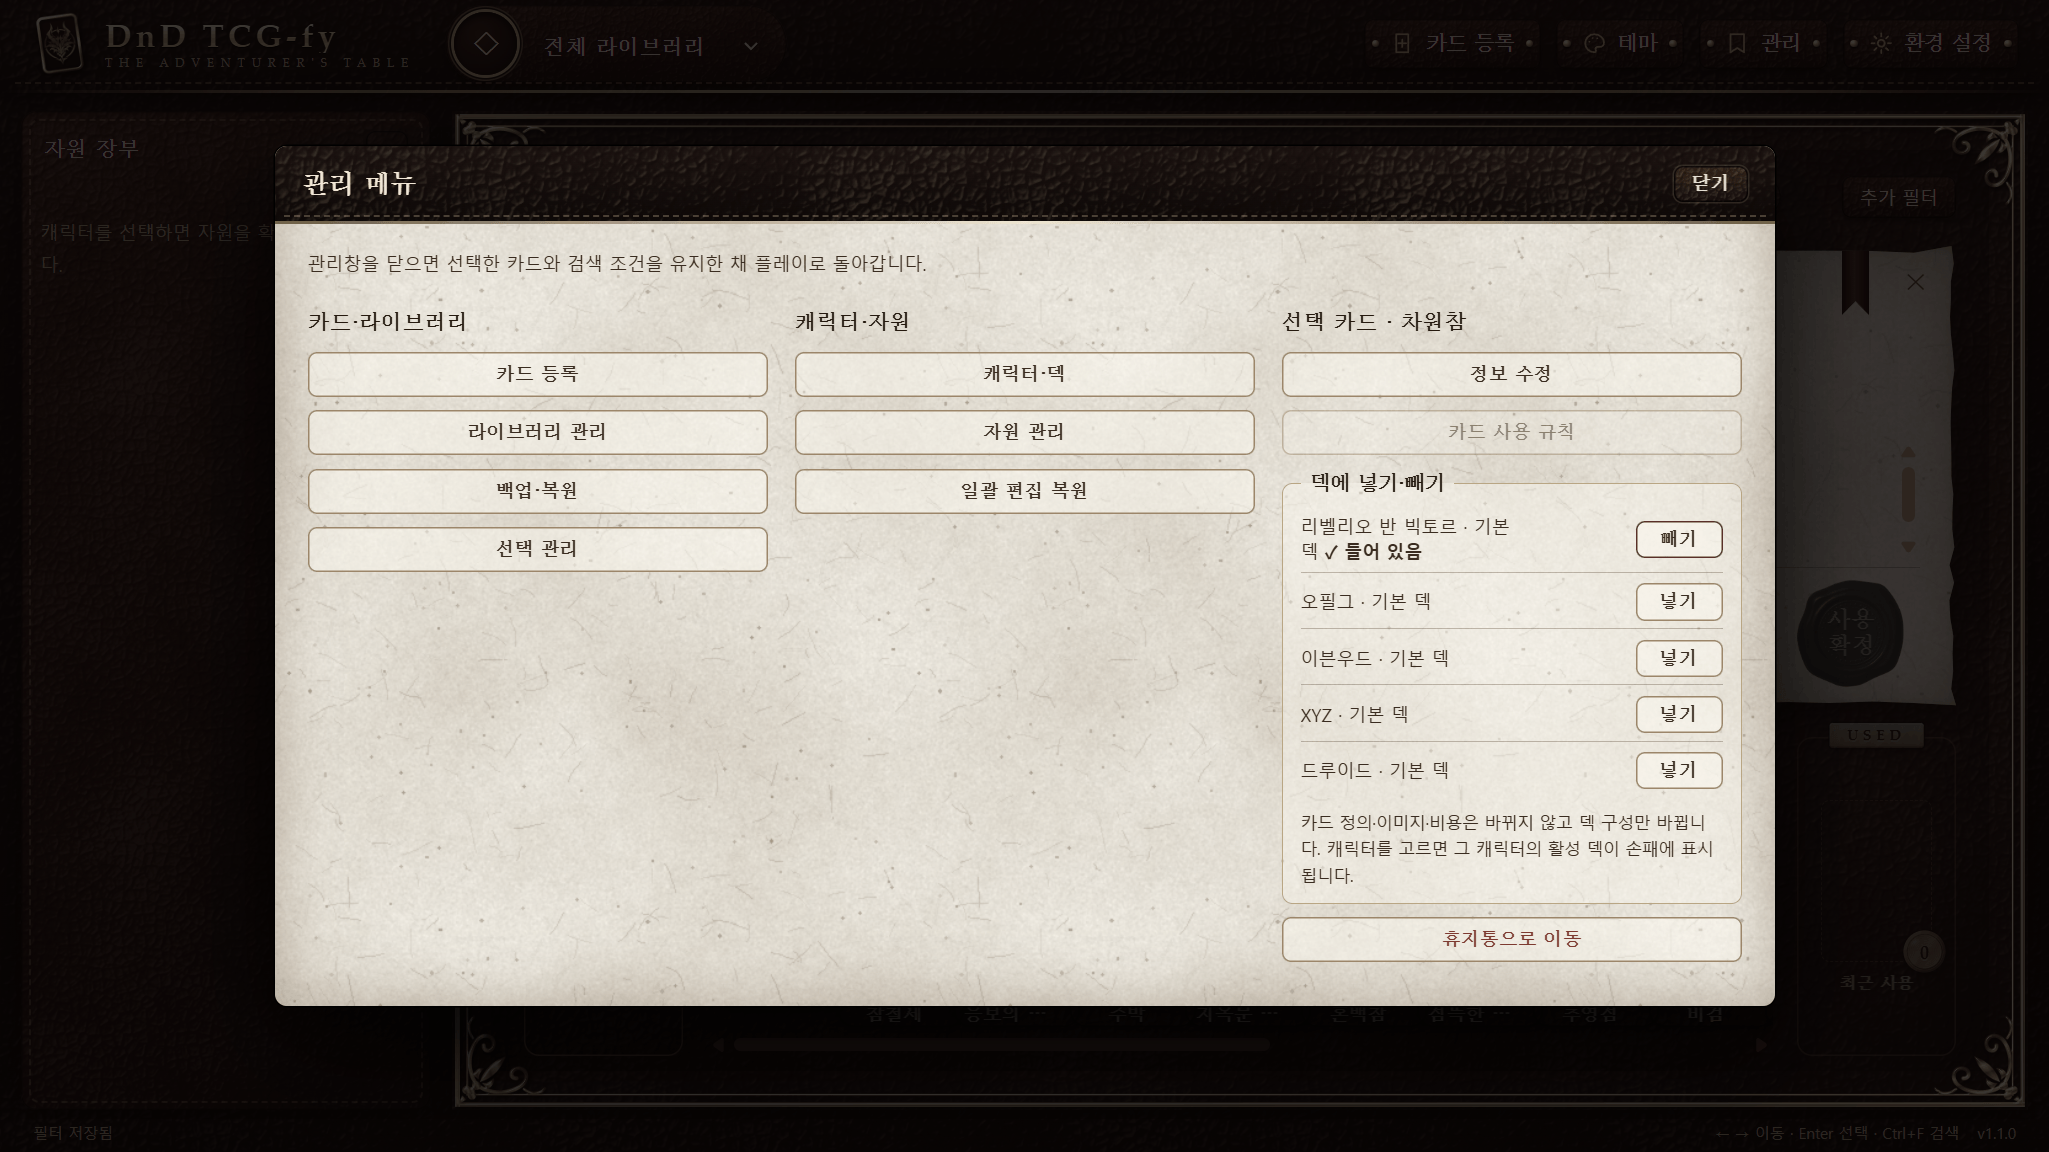 DnD TCG-fy
THE ADVENTURER'S TABLE
전체 라이브러리
카드 등록
테마
관리
환경 설정
자원 장부
캐릭터를 선택하면 자원을
다.
추가 필터
관리 메뉴
닫기
관리창을 닫으면 선택한 카드와 검색 조건을 유지한 채 플레이로 돌아갑니다.
카드·라이브러리
카드 등록
라이브러리 관리
백업·복원
선택 관리
캐릭터·자원
캐릭터·덱
자원 관리
일괄 편집 복원
선택 카드 · 차원참
정보 수정
카드 사용 규칙
덱에 넣기·빼기
리벨리오 반 빅토르 · 기본
덱 ✓ 들어 있음
빼기
오필그 · 기본 덱
넣기
이븐우드 · 기본 덱
넣기
XYZ · 기본 덱
넣기
드루이드 · 기본 덱
넣기
카드 정의·이미지·비용은 바뀌지 않고 덱 구성만 바뀝니
다. 캐릭터를 고르면 그 캐릭터의 활성 덱이 손패에 표시
됩니다.
휴지통으로 이동
사용
확정
USED
0
최근 사용
필터 저장됨
← → 이동 · Enter 선택 · Ctrl+F 검색
v1.1.0